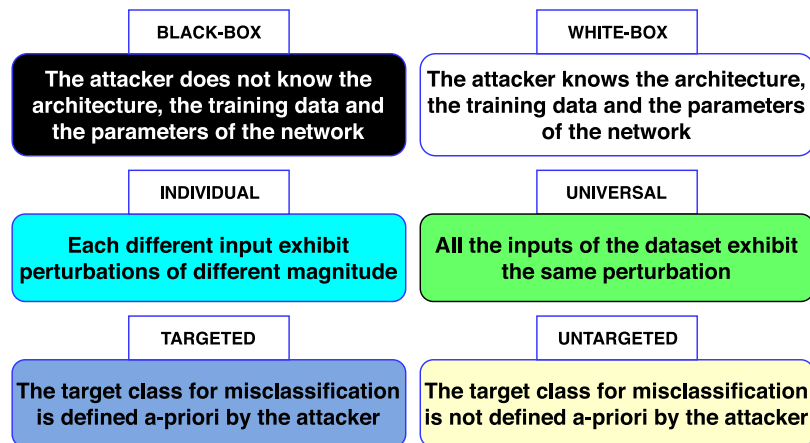 BLACK-BOX
The attacker does not know the
architecture, the training data and
the parameters of the network
WHITE-BOX
The attacker knows the architecture,
the training data and the parameters
of the network
INDIVIDUAL
Each different input exhibit
perturbations of different magnitude
UNIVERSAL
All the inputs of the dataset exhibit
the same perturbation
TARGETED
The target class for misclassification
is defined a-priori by the attacker
UNTARGETED
The target class for misclassification
is not defined a-priori by the attacker